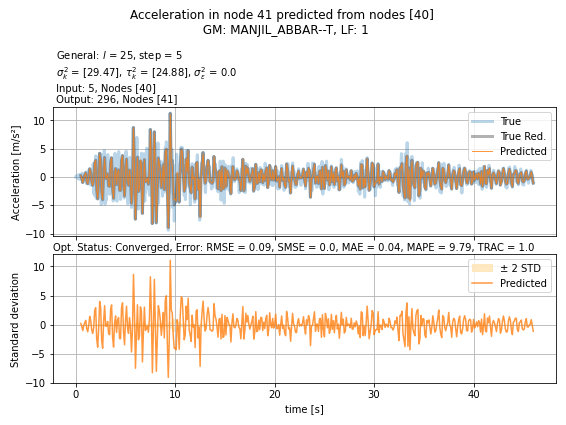 Acceleration in node 41 predicted from nodes [40]
GM: MANJIL_ABBAR--T, LF: 1
General: l = 25, step = 5
σ²ₖ = [29.47], τ²ₖ = [24.88], σ²ε = 0.0
Input: 5, Nodes [40]
Output: 296, Nodes [41]
Acceleration [m/s²]
10
5
0
−5
−10
True
True Red.
Predicted
Opt. Status: Converged, Error: RMSE = 0.09, SMSE = 0.0, MAE = 0.04, MAPE = 9.79, TRAC = 1.0
Standard deviation
10
5
0
−5
−10
± 2 STD
Predicted
0 10 20 30 40
time [s]